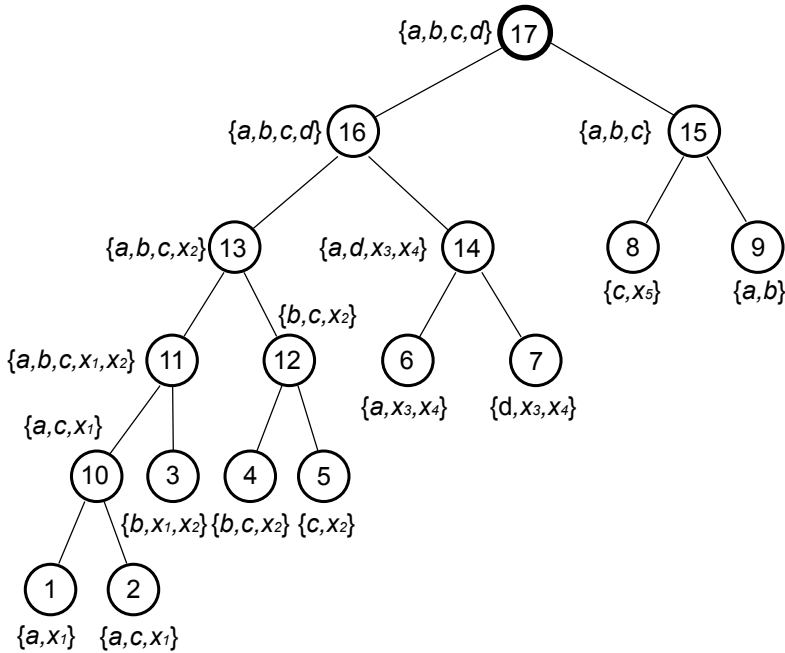 {a,b,c,d} 17
{a,b,c,d} 16
{a,b,c} 15
{a,b,c,x₂} 13
{a,d,x₃,x₄} 14
8
9
{c,x₅}
{a,b}
{b,c,x₂}
{a,b,c,x₁,x₂} 11
12
6
7
{a,x₃,x₄}
{d,x₃,x₄}
{a,c,x₁}
10
3
4
5
{b,x₁,x₂} {b,c,x₂} {c,x₂}
1
2
{a,x₁}
{a,c,x₁}